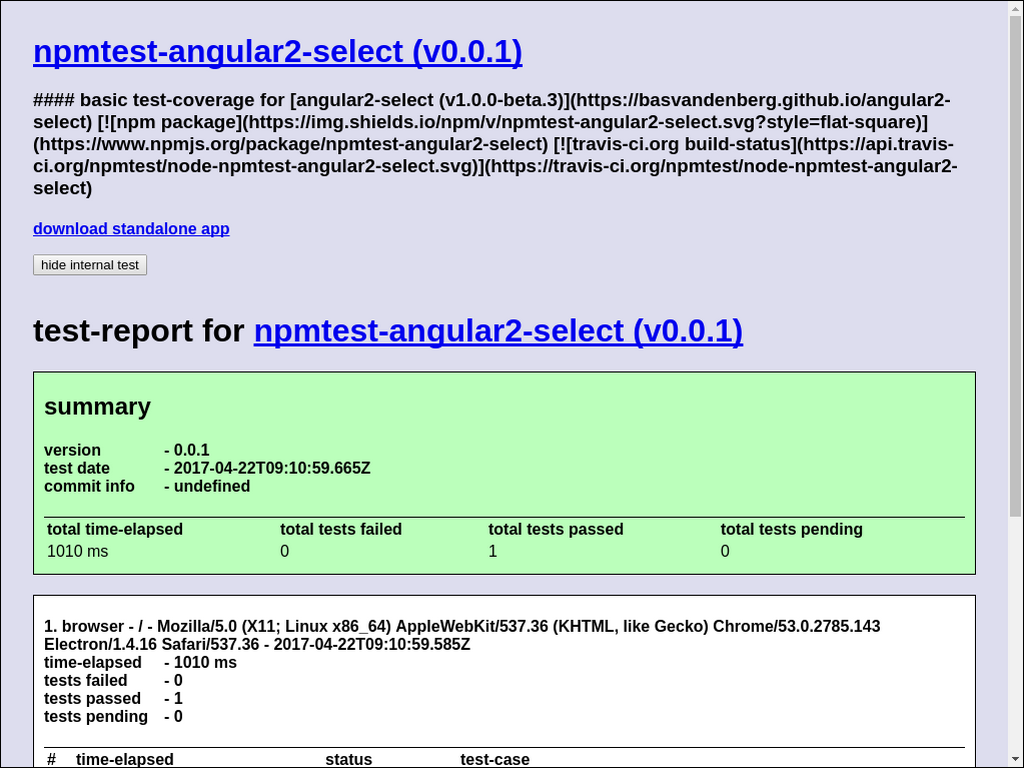 npmtest-angular2-select (v0.0.1)
#### basic test-coverage for [angular2-select (v1.0.0-beta.3)](https://basvandenberg.github.io/angular2-
select) [![npm package](https://img.shields.io/npm/v/npmtest-angular2-select.svg?style=flat-square)]
(https://www.npmjs.org/package/npmtest-angular2-select) [![travis-ci.org build-status](https://api.travis-
ci.org/npmtest/node-npmtest-angular2-select.svg)](https://travis-ci.org/npmtest/node-npmtest-angular2-
select)
download standalone app
hide internal test
test-report for npmtest-angular2-select (v0.0.1)
summary
version - 0.0.1
test date - 2017-04-22T09:10:59.665Z
commit info - undefined
total time-elapsed total tests failed total tests passed total tests pending
1010 ms 0 1 0
1. browser - / - Mozilla/5.0 (X11; Linux x86_64) AppleWebKit/537.36 (KHTML, like Gecko) Chrome/53.0.2785.143
Electron/1.4.16 Safari/537.36 - 2017-04-22T09:10:59.585Z
time-elapsed - 1010 ms
tests failed - 0
tests passed - 1
tests pending - 0
# time-elapsed status test-case